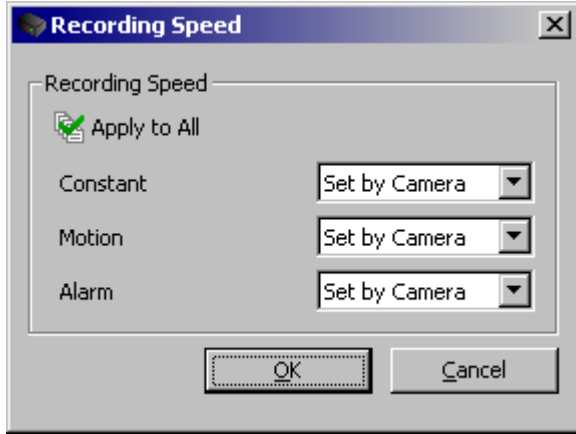 Recording Speed
Recording Speed
Apply to All
Constant Set by Camera
Motion Set by Camera
Alarm Set by Camera
OK Cancel